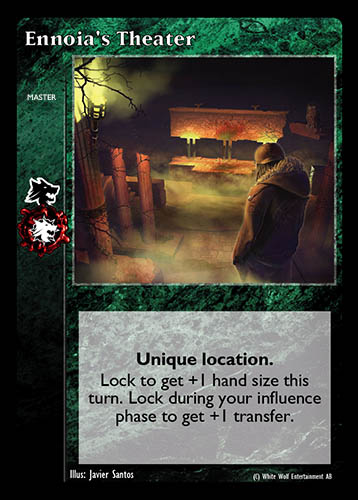 Ennoia's Theater
MASTER
Unique location.
Lock to get +1 hand size this
turn. Lock during your influence
phase to get +1 transfer.
Illus: Javier Santos
(C) White Wolf Entertainment AB